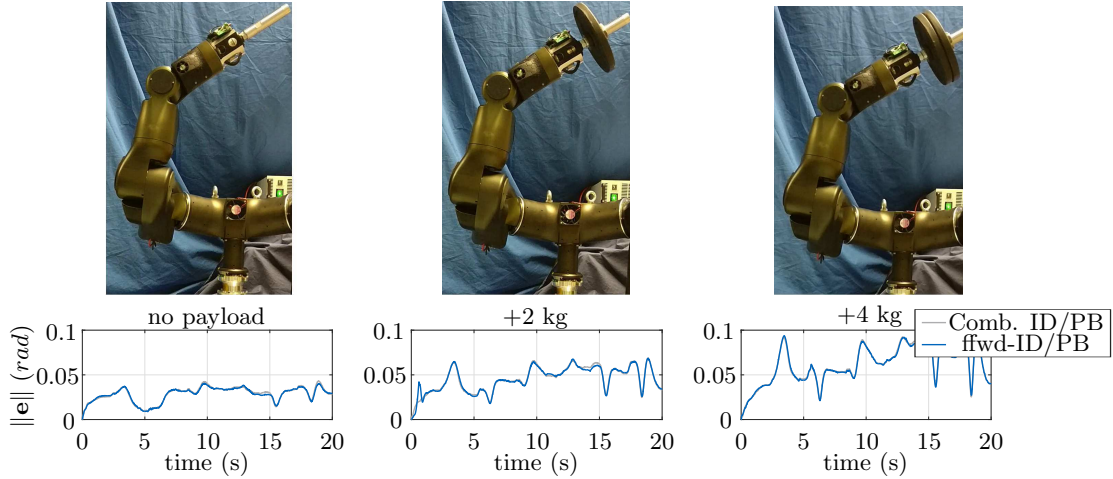 no payload
+2 kg
+4 kg
Comb. ID/PB
ffwd-ID/PB
||e|| (rad)
0.1
0.05
0
0 5 10 15 20
time (s)
0.1
0.05
0
0 5 10 15 20
time (s)
0.1
0.05
0
0 5 10 15 20
time (s)